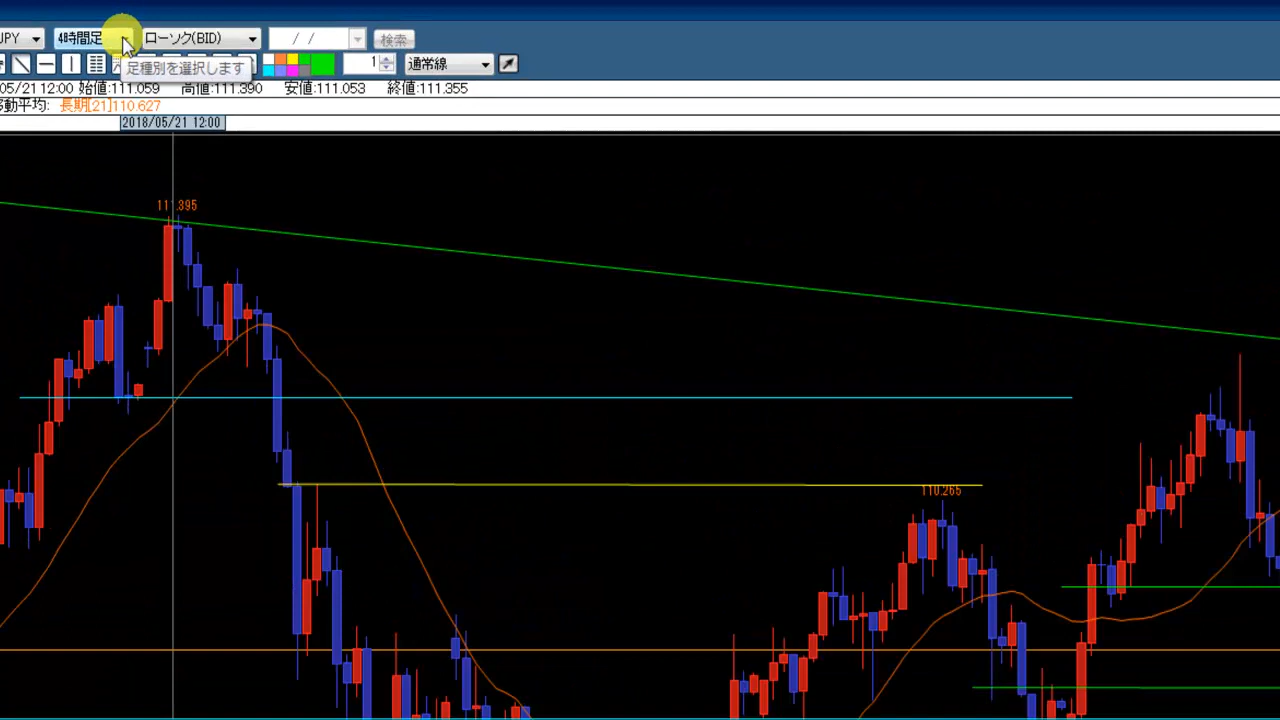 JPY 4時間足 ローソク(BID) / / 検索
足種別を選択します 1 通常線
05/21 12:00 始値:111.059 高値:111.390 安値:111.053 終値:111.355
移動平均: 長期[21]110.627
2018/05/21 12:00
111.395
110.265